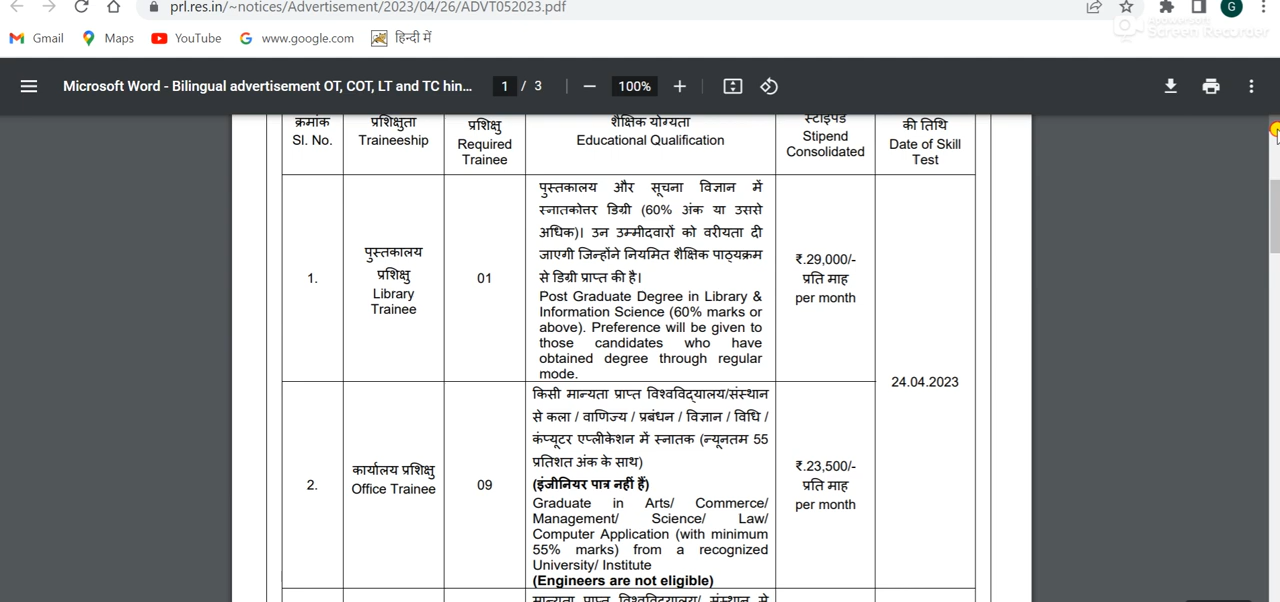 prl.res.in/~notices/Advertisement/2023/04/26/ADVT052023.pdf
G
Apowersoft
Screen Recorder
Gmail
Maps
YouTube
www.google.com
हिन्दी में
Microsoft Word - Bilingual advertisement OT, COT, LT and TC hin...
1 / 3
100%
क्रमांक
Sl. No.
प्रशिक्षुता
Traineeship
प्रशिक्षु
Required
Trainee
शैक्षिक योग्यता
Educational Qualification
स्टाइपेंड
Stipend
Consolidated
की तिथि
Date of Skill
Test
1.
पुस्तकालय
प्रशिक्षु
Library
Trainee
01
पुस्तकालय और सूचना विज्ञान में
स्नातकोत्तर डिग्री (60% अंक या उससे
अधिक)। उन उम्मीदवारों को वरीयता दी
जाएगी जिन्होंने नियमित शैक्षिक पाठ्यक्रम
से डिग्री प्राप्त की है।
Post Graduate Degree in Library &
Information Science (60% marks or
above). Preference will be given to
those candidates who have
obtained degree through regular
mode.
₹.29,000/-
प्रति माह
per month
24.04.2023
2.
कार्यालय प्रशिक्षु
Office Trainee
09
किसी मान्यता प्राप्त विश्वविद्यालय/संस्थान
से कला / वाणिज्य / प्रबंधन / विज्ञान / विधि /
कंप्यूटर एप्लीकेशन में स्नातक (न्यूनतम 55
प्रतिशत अंक के साथ)
(इंजीनियर पात्र नहीं हैं)
Graduate in Arts/ Commerce/
Management/ Science/ Law/
Computer Application (with minimum
55% marks) from a recognized
University/ Institute
(Engineers are not eligible)
₹.23,500/-
प्रति माह
per month
मान्यता प्राप्त विश्वविद्यालय/ संस्थान से